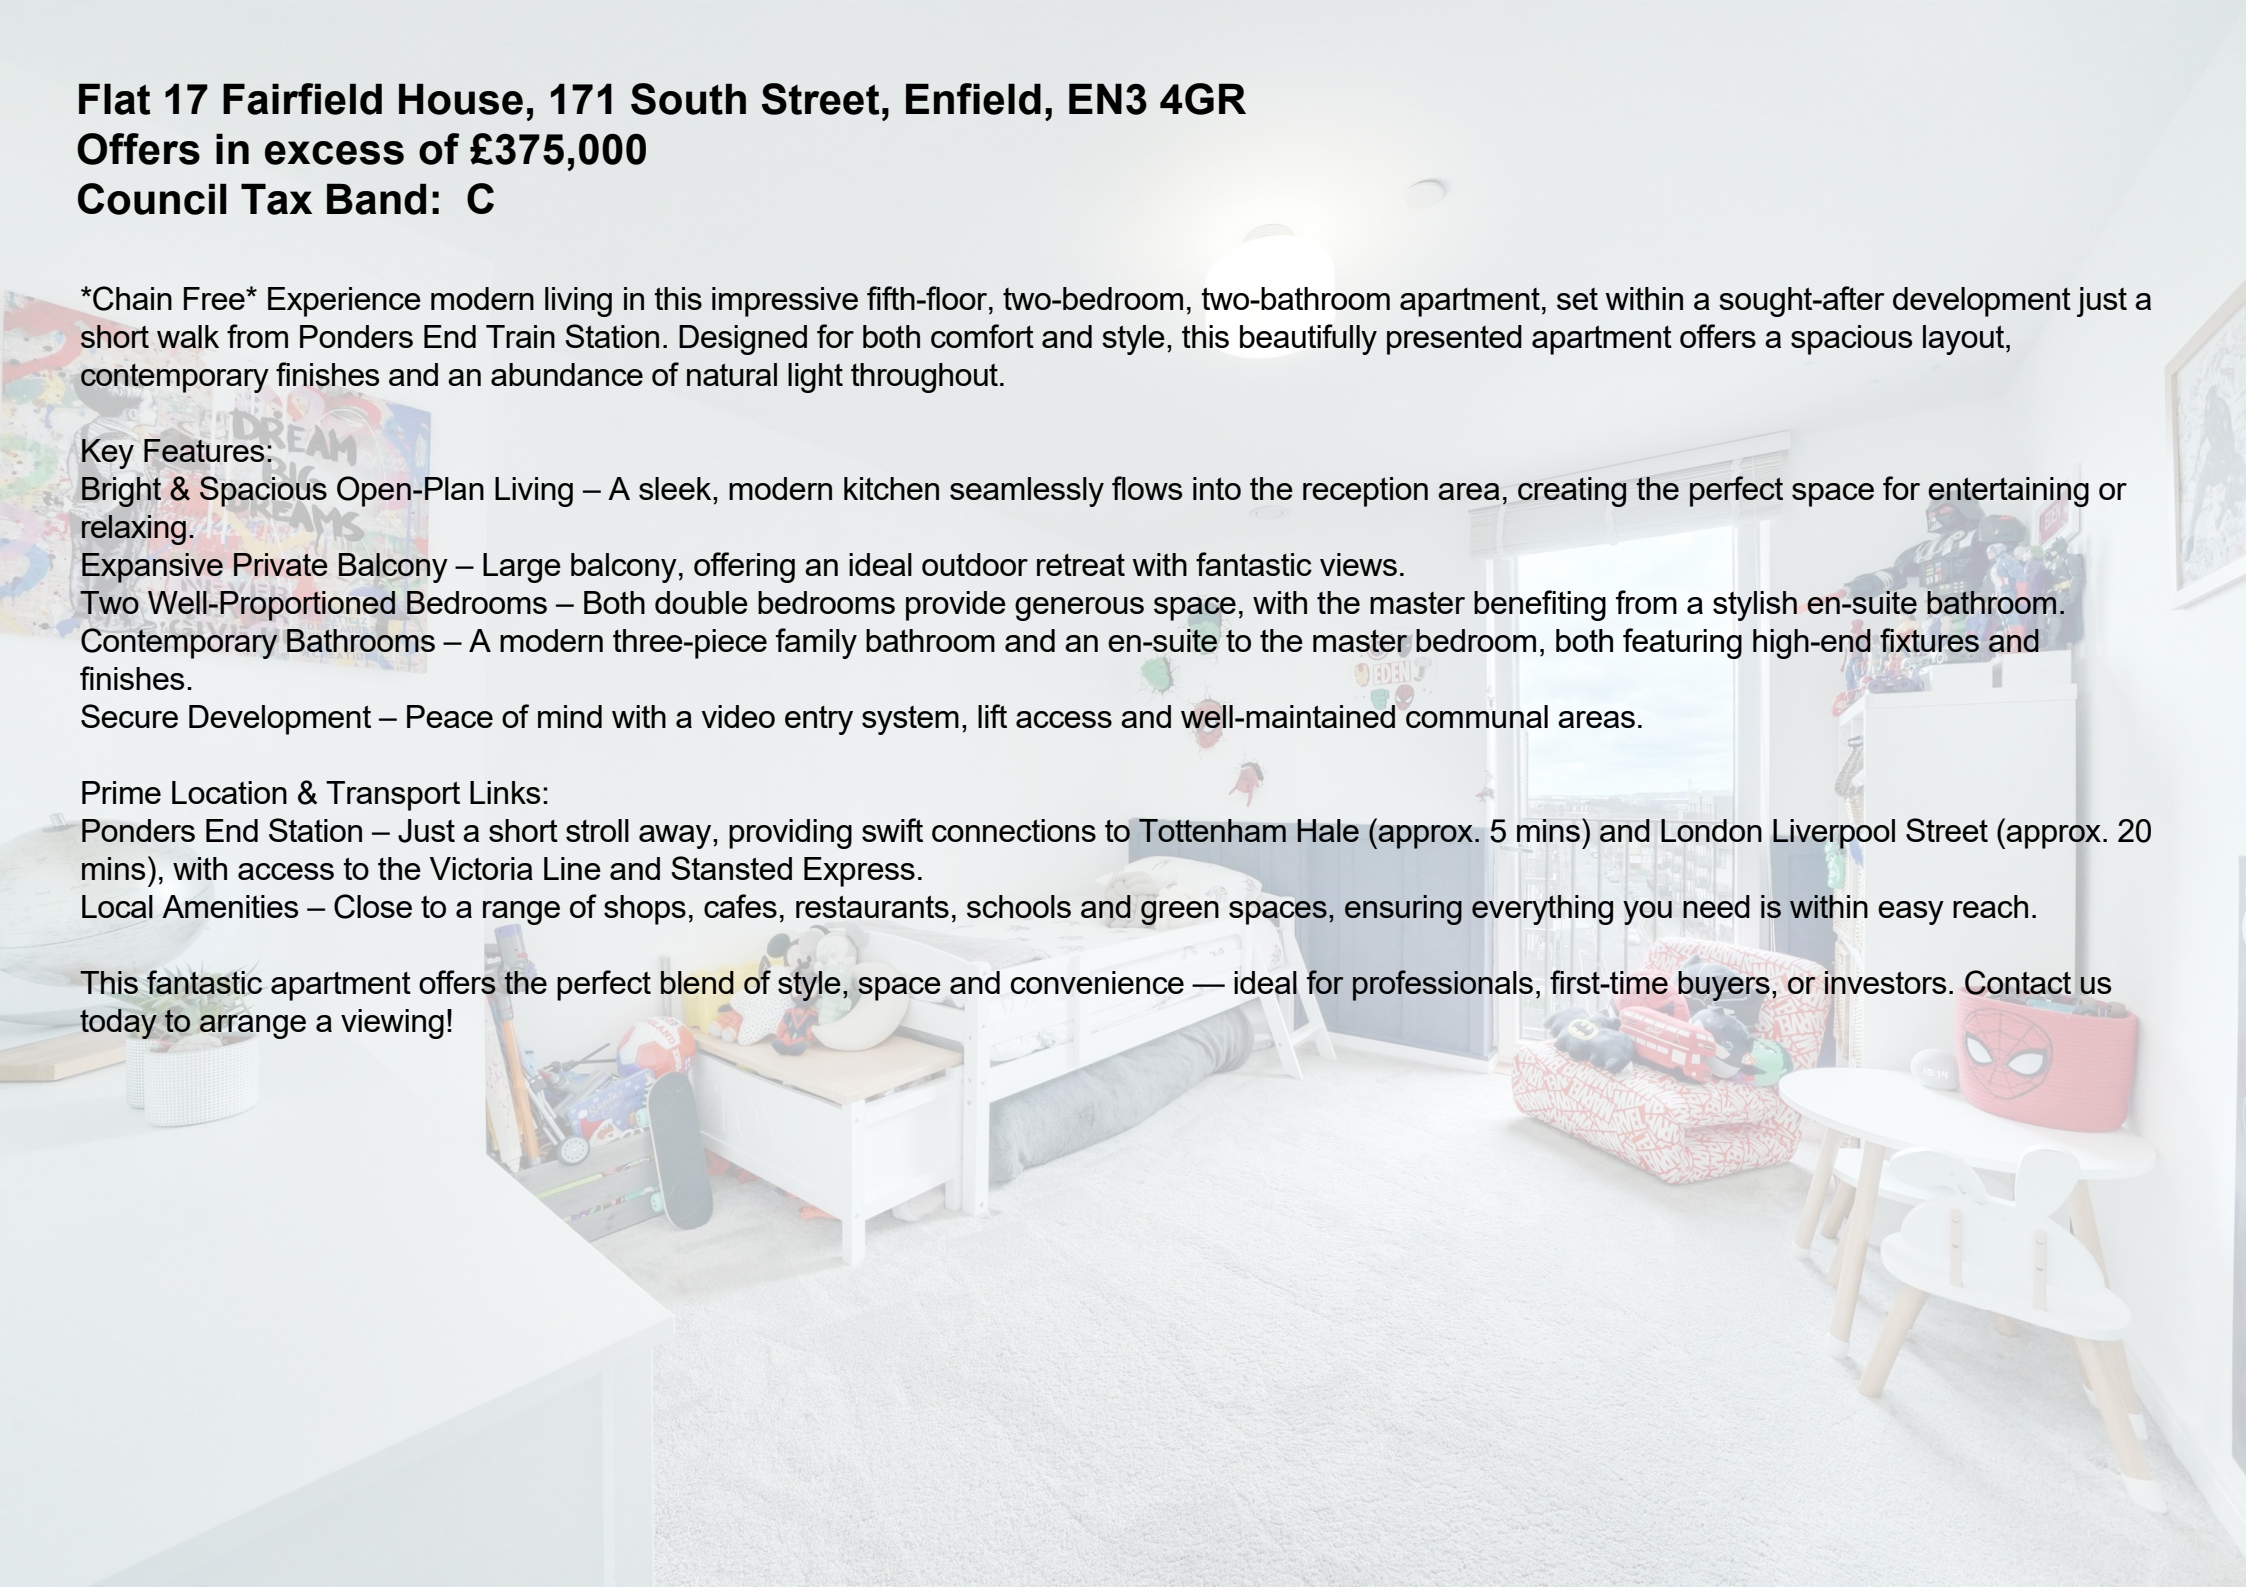 Flat 17 Fairfield House, 171 South Street, Enfield, EN3 4GR
Offers in excess of £375,000
Council Tax Band:  C
*Chain Free* Experience modern living in this impressive fifth-floor, two-bedroom, two-bathroom apartment, set within a sought-after development just a
short walk from Ponders End Train Station. Designed for both comfort and style, this beautifully presented apartment offers a spacious layout,
contemporary finishes and an abundance of natural light throughout.
Key Features:
Bright & Spacious Open-Plan Living – A sleek, modern kitchen seamlessly flows into the reception area, creating the perfect space for entertaining or
relaxing.
Expansive Private Balcony – Large balcony, offering an ideal outdoor retreat with fantastic views.
Two Well-Proportioned Bedrooms – Both double bedrooms provide generous space, with the master benefiting from a stylish en-suite bathroom.
Contemporary Bathrooms – A modern three-piece family bathroom and an en-suite to the master bedroom, both featuring high-end fixtures and
finishes.
Secure Development – Peace of mind with a video entry system, lift access and well-maintained communal areas.
Prime Location & Transport Links:
Ponders End Station – Just a short stroll away, providing swift connections to Tottenham Hale (approx. 5 mins) and London Liverpool Street (approx. 20
mins), with access to the Victoria Line and Stansted Express.
Local Amenities – Close to a range of shops, cafes, restaurants, schools and green spaces, ensuring everything you need is within easy reach.
This fantastic apartment offers the perfect blend of style, space and convenience — ideal for professionals, first-time buyers, or investors. Contact us
today to arrange a viewing!
DREAM
BIG
DREAMS
NEVER
EDEN
10:14